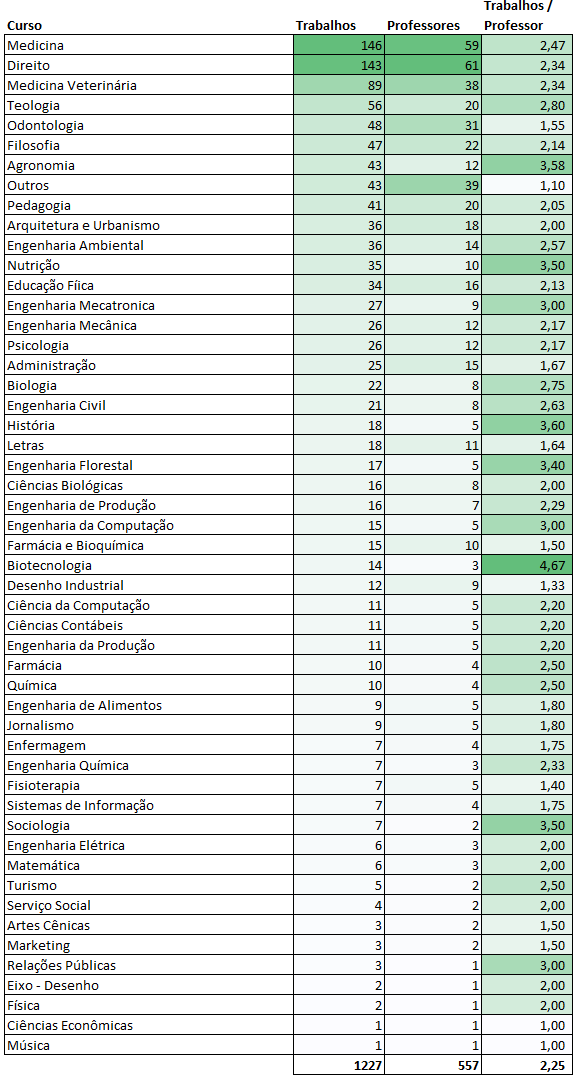 Curso Trabalhos Professores Trabalhos / Professor
Medicina 146 59 2,47
Direito 143 61 2,34
Medicina Veterinária 89 38 2,34
Teologia 56 20 2,80
Odontologia 48 31 1,55
Filosofia 47 22 2,14
Agronomia 43 12 3,58
Outros 43 39 1,10
Pedagogia 41 20 2,05
Arquitetura e Urbanismo 36 18 2,00
Engenharia Ambiental 36 14 2,57
Nutrição 35 10 3,50
Educação Fíica 34 16 2,13
Engenharia Mecatronica 27 9 3,00
Engenharia Mecânica 26 12 2,17
Psicologia 26 12 2,17
Administração 25 15 1,67
Biologia 22 8 2,75
Engenharia Civil 21 8 2,63
História 18 5 3,60
Letras 18 11 1,64
Engenharia Florestal 17 5 3,40
Ciências Biológicas 16 8 2,00
Engenharia de Produção 16 7 2,29
Engenharia da Computação 15 5 3,00
Farmácia e Bioquímica 15 10 1,50
Biotecnologia 14 3 4,67
Desenho Industrial 12 9 1,33
Ciência da Computação 11 5 2,20
Ciências Contábeis 11 5 2,20
Engenharia da Produção 11 5 2,20
Farmácia 10 4 2,50
Química 10 4 2,50
Engenharia de Alimentos 9 5 1,80
Jornalismo 9 5 1,80
Enfermagem 7 4 1,75
Engenharia Química 7 3 2,33
Fisioterapia 7 5 1,40
Sistemas de Informação 7 4 1,75
Sociologia 7 2 3,50
Engenharia Elétrica 6 3 2,00
Matemática 6 3 2,00
Turismo 5 2 2,50
Serviço Social 4 2 2,00
Artes Cênicas 3 2 1,50
Marketing 3 2 1,50
Relações Públicas 3 1 3,00
Eixo - Desenho 2 1 2,00
Física 2 1 2,00
Ciências Econômicas 1 1 1,00
Música 1 1 1,00
1227 557 2,25